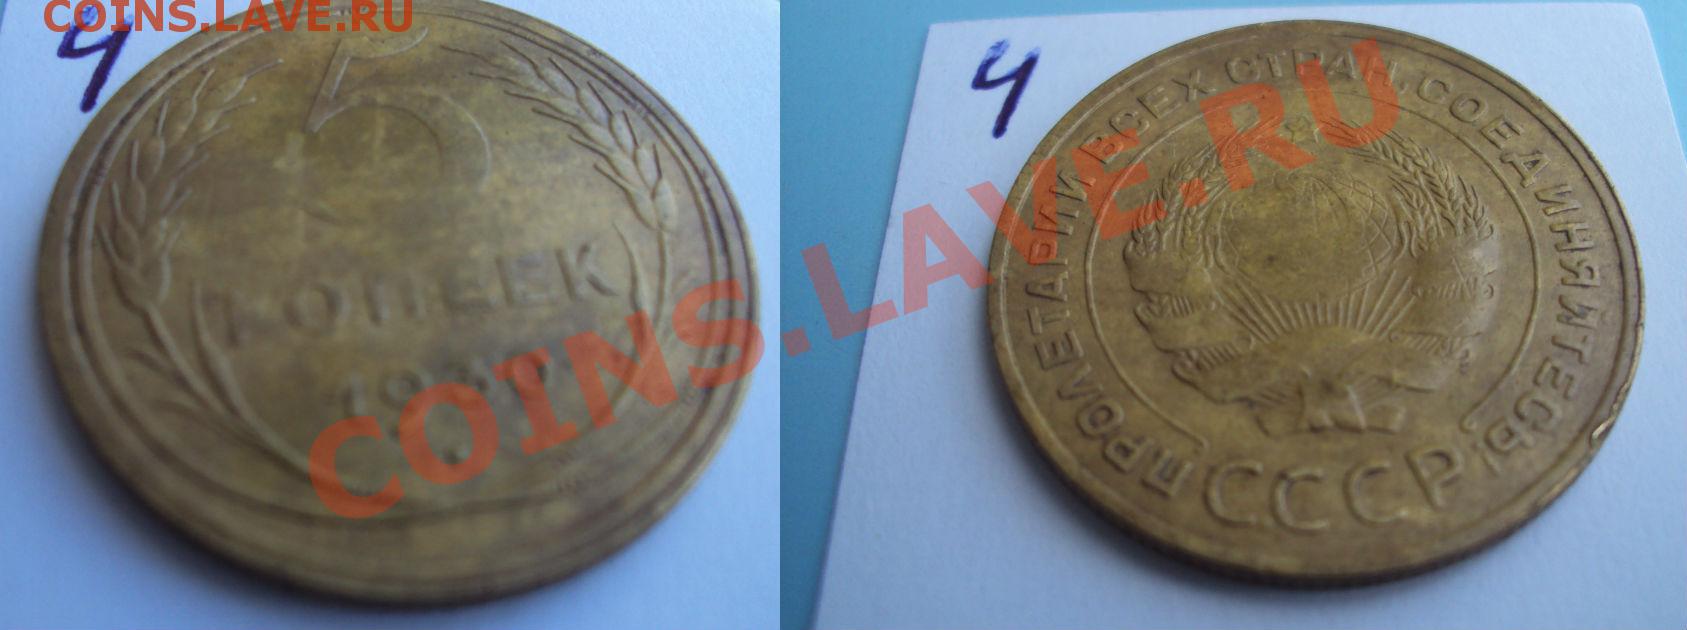 COINS.LAVE.RU
4
5
КОПЕЕК
4
ПРОЛЕТАРИИ ВСЕХ СТРАН, СОЕДИНЯЙТЕСЬ!
СССР
COINS.LAVE.RU